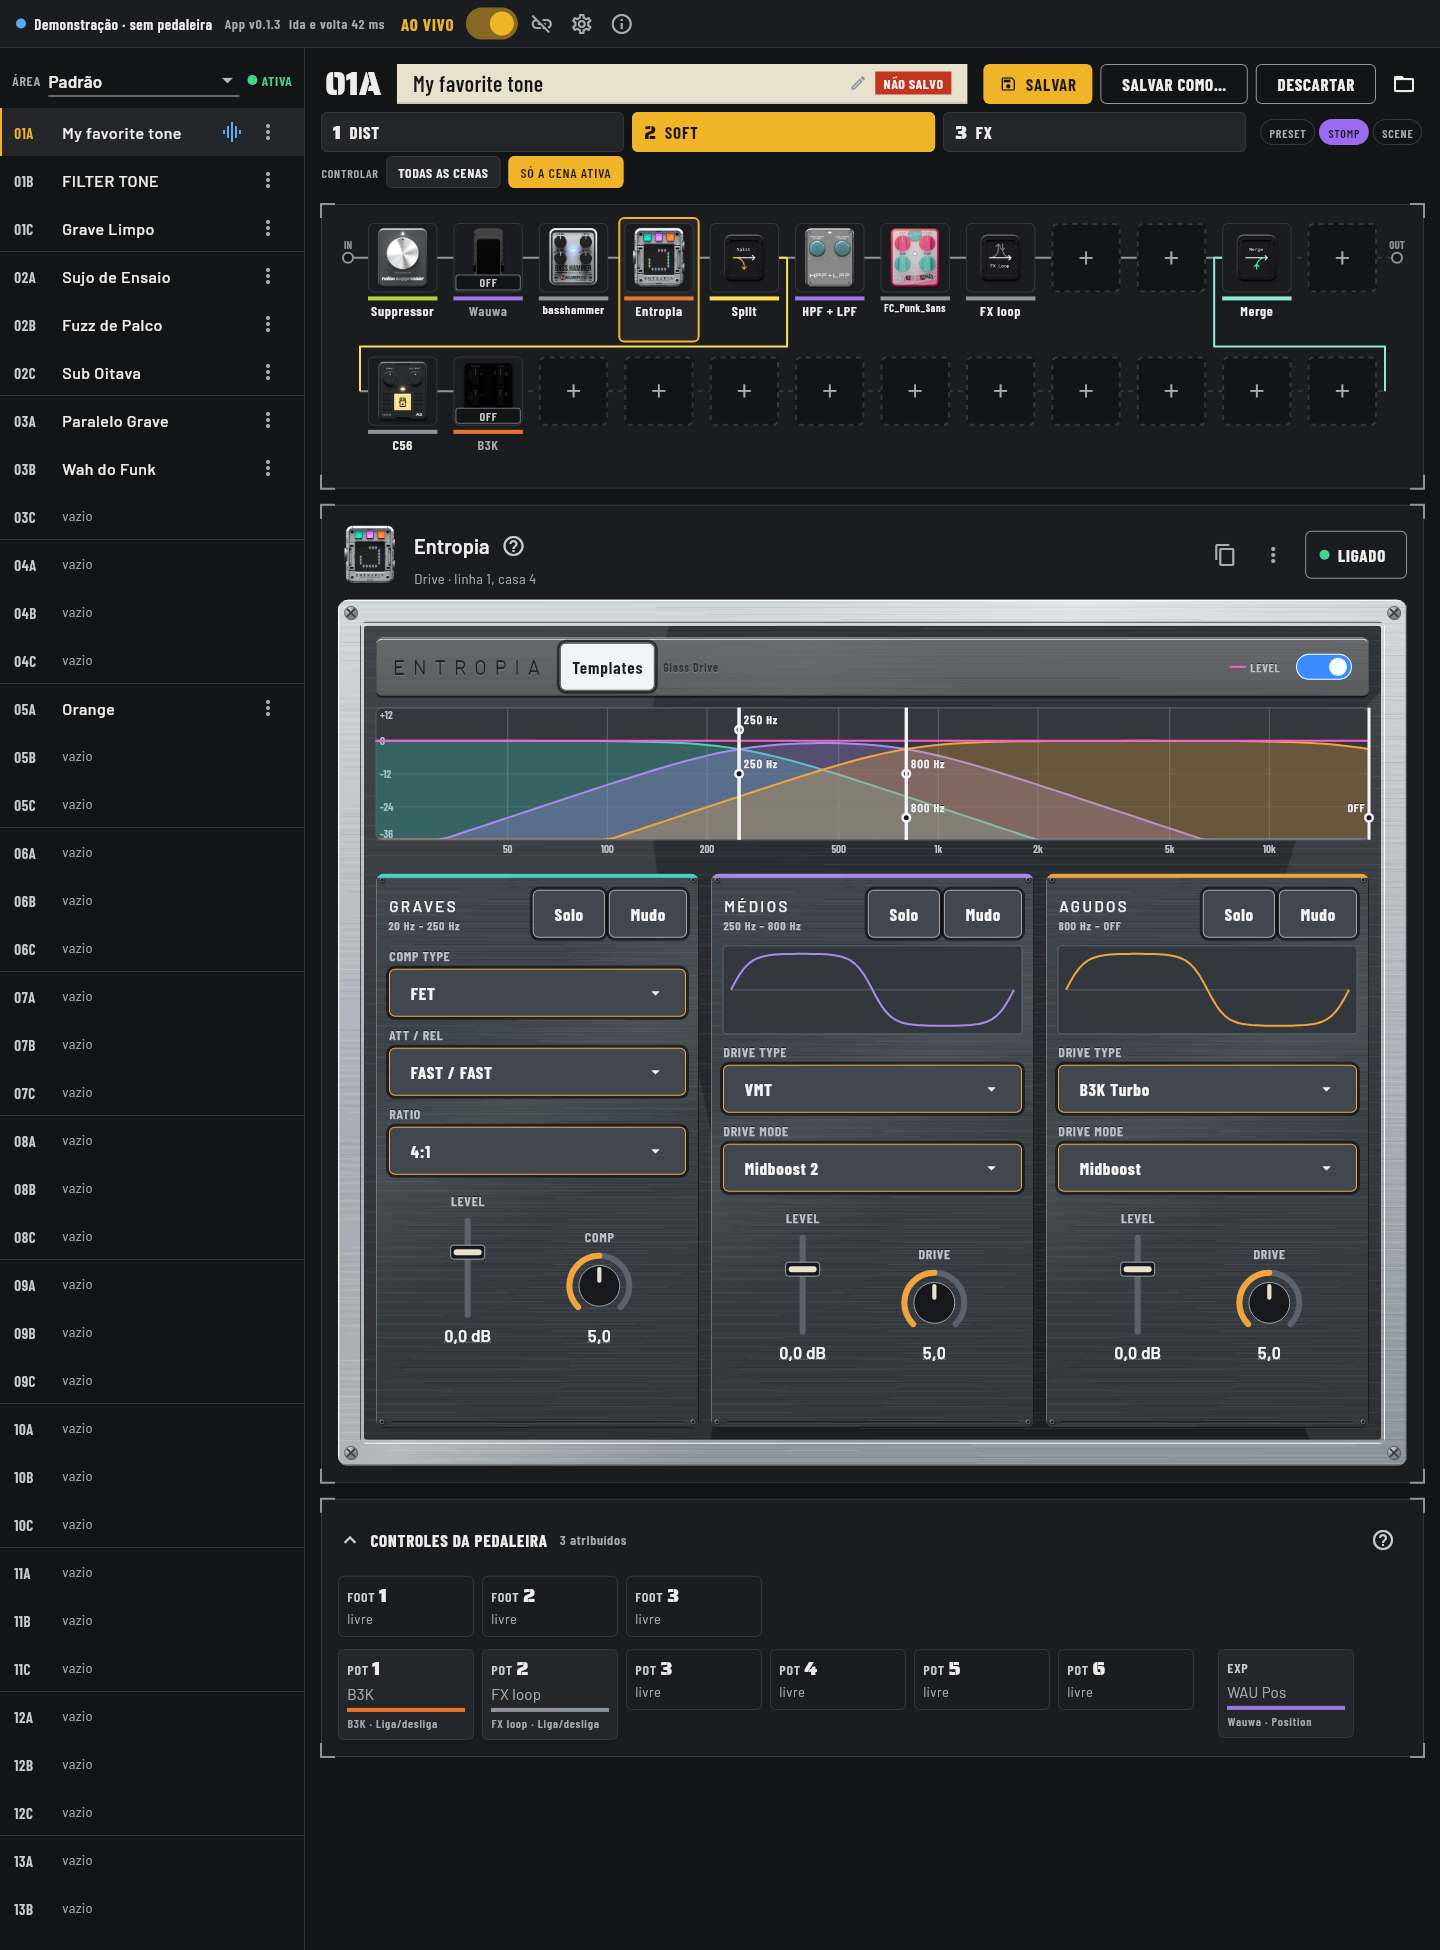 Demonstração · sem pedaleira App v0.1.3 Ida e volta 42 ms AO VIVO
ÁREA Padrão ATIVA
01A My favorite tone
01B FILTER TONE
01C Grave Limpo
02A Sujo de Ensaio
02B Fuzz de Palco
02C Sub Oitava
03A Paralelo Grave
03B Wah do Funk
03C vazio
04A vazio
04B vazio
04C vazio
05A Orange
05B vazio
05C vazio
06A vazio
06B vazio
06C vazio
07A vazio
07B vazio
07C vazio
08A vazio
08B vazio
08C vazio
09A vazio
09B vazio
09C vazio
10A vazio
10B vazio
10C vazio
11A vazio
11B vazio
11C vazio
12A vazio
12B vazio
12C vazio
13A vazio
13B vazio
01A My favorite tone NÃO SALVO SALVAR SALVAR COMO... DESCARTAR
1 DIST 2 SOFT 3 FX PRESET STOMP SCENE
CONTROLAR TODAS AS CENAS SÓ A CENA ATIVA
IN OUT
Split FX Loop Merge
OFF
Suppressor Wauwa basshammer Entropia Split HPF + LPF FC_Punk_Sans FX loop Merge
OFF
C56 B3K
Entropia
Drive · linha 1, casa 4
LIGADO
ENTROPIA Templates Glass Drive LEVEL
+12
0
-12
-24
-36
250 Hz
250 Hz
800 Hz
800 Hz
OFF
50 100 200 500 1k 2k 5k 10k
GRAVES Solo Mudo
20 Hz – 250 Hz
COMP TYPE
FET
ATT / REL
FAST / FAST
RATIO
4:1
LEVEL COMP
0,0 dB 5,0
MÉDIOS Solo Mudo
250 Hz – 800 Hz
DRIVE TYPE
VMT
DRIVE MODE
Midboost 2
LEVEL DRIVE
0,0 dB 5,0
AGUDOS Solo Mudo
800 Hz – OFF
DRIVE TYPE
B3K Turbo
DRIVE MODE
Midboost
LEVEL DRIVE
0,0 dB 5,0
CONTROLES DA PEDALEIRA 3 atribuídos
FOOT 1 FOOT 2 FOOT 3
livre livre livre
POT 1 POT 2 POT 3 POT 4 POT 5 POT 6 EXP
B3K FX loop livre livre livre livre WAU Pos
B3K · Liga/desliga FX loop · Liga/desliga Wauwa · Position